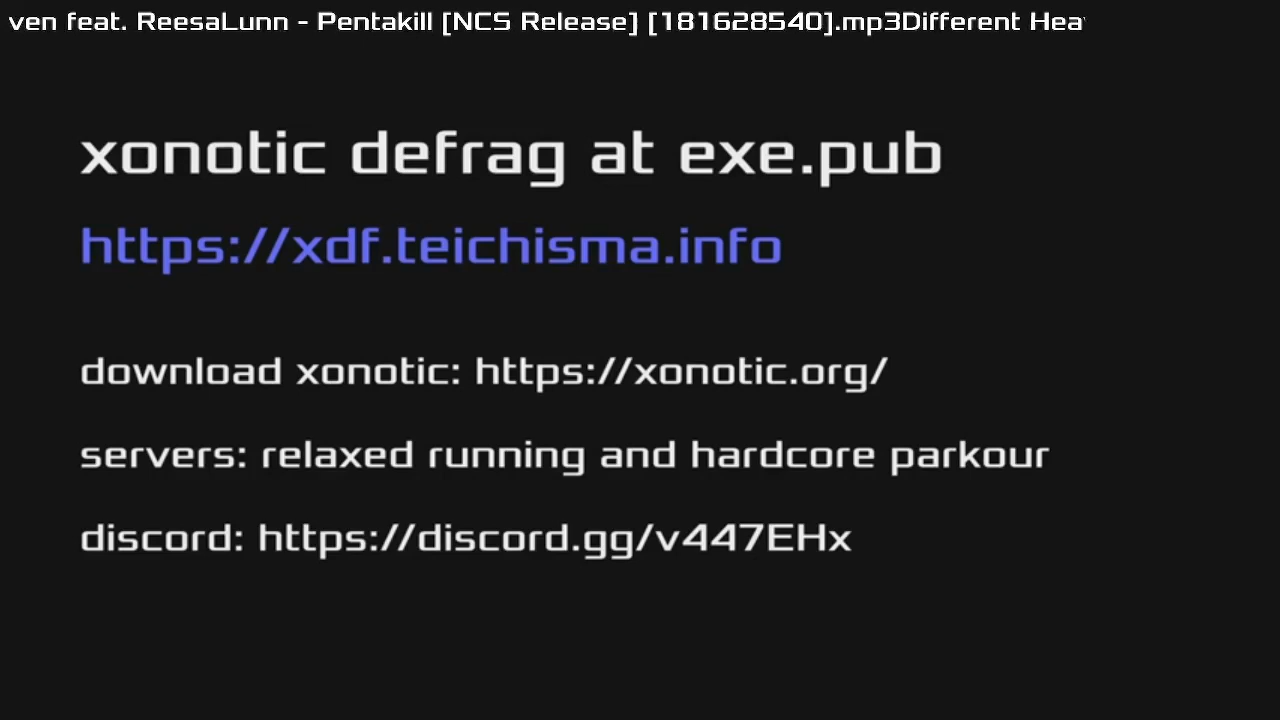 ven feat. ReesaLunn - Pentakill [NCS Release] [181628540].mp3Different Hea
xonotic defrag at exe.pub
https://xdf.teichisma.info
download xonotic: https://xonotic.org/
servers: relaxed running and hardcore parkour
discord: https://discord.gg/v447EHx